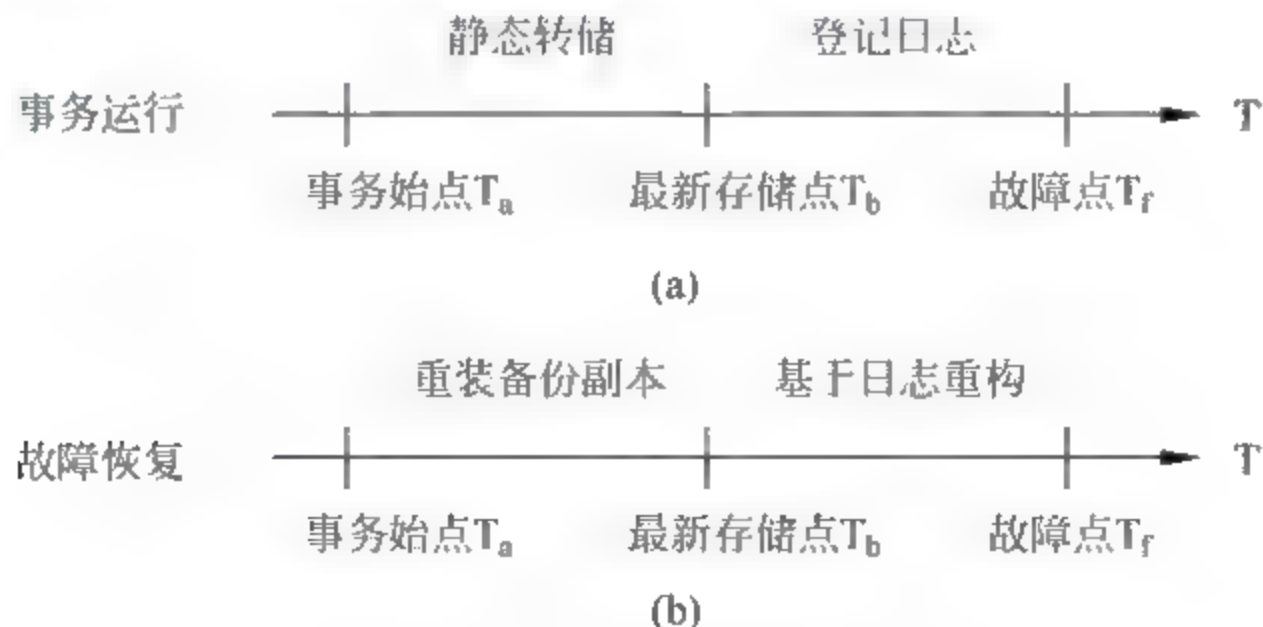 静态转储 登记日志
事务运行 T
事务始点Ta 最新存储点Tb 故障点Tf
(a)
重装备份副本 基于日志重构
故障恢复 T
事务始点Ta 最新存储点Tb 故障点Tf
(b)